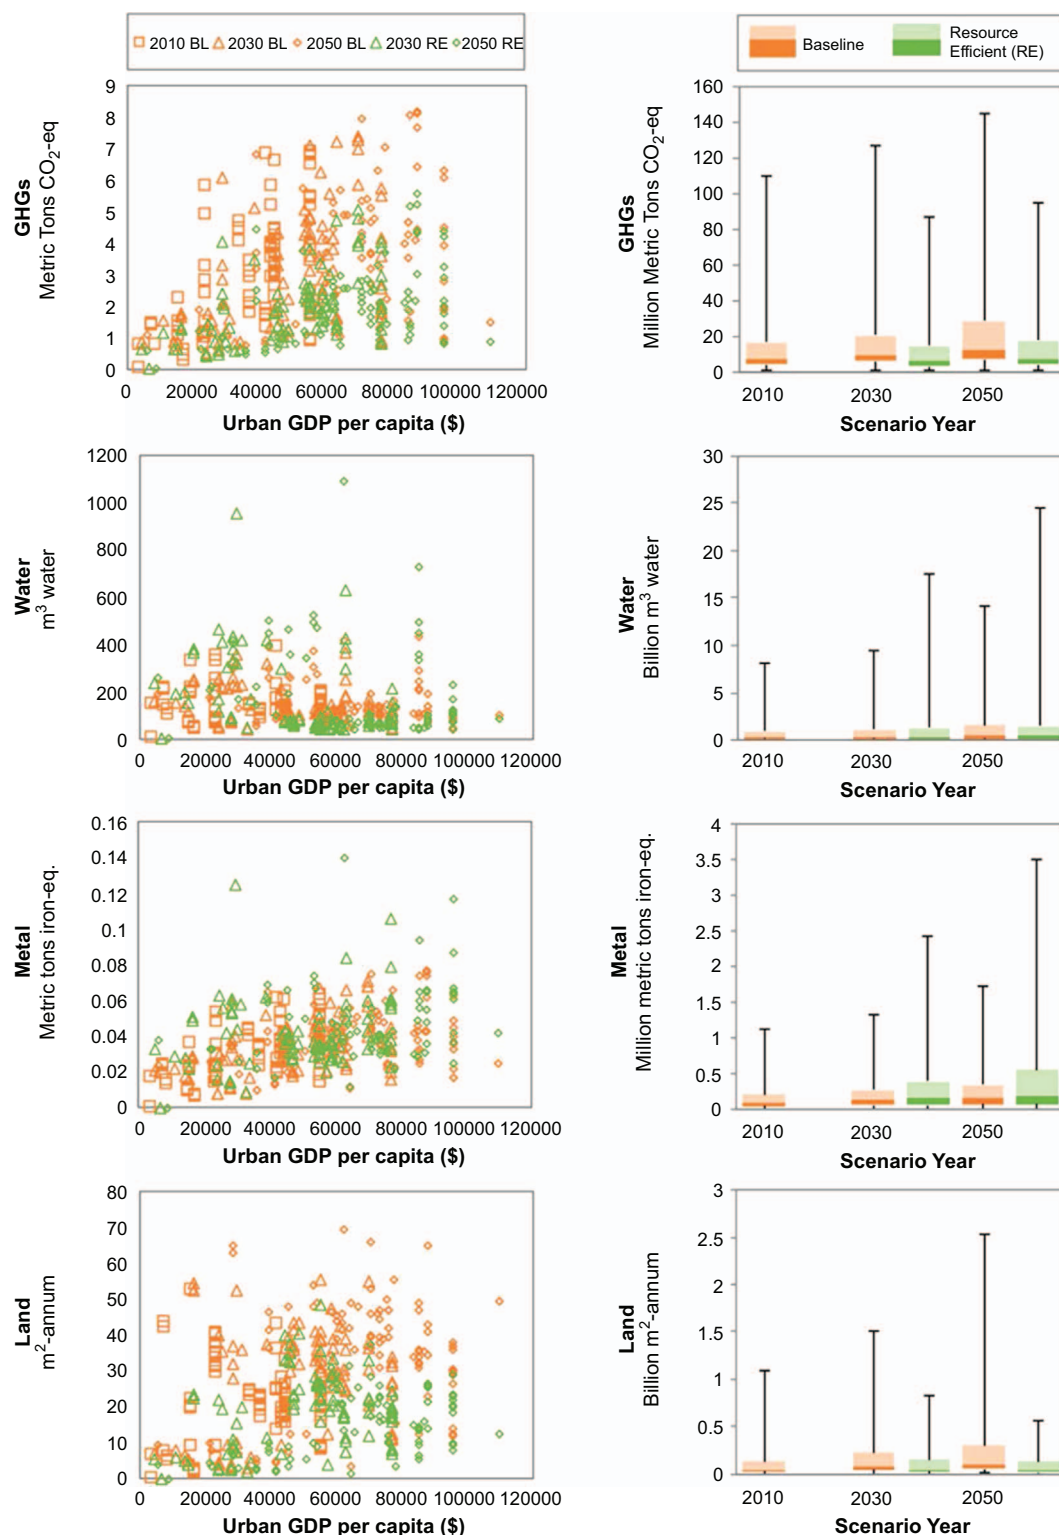 2010 BL 2030 BL 2050 BL 2030 RE 2050 RE
Baseline
Resource
Efficient (RE)
GHGs
Metric Tons CO2-eq
9
8
7
6
5
4
3
2
1
0
0 20000 40000 60000 80000 100000 120000
Urban GDP per capita ($)
GHGs
Million Metric Tons CO2-eq
160
140
120
100
80
60
40
20
0
2010 2030 2050
Scenario Year
Water
m3 water
1200
1000
800
600
400
200
0
0 20000 40000 60000 80000 100000 120000
Urban GDP per capita ($)
Water
Billion m3 water
30
25
20
15
10
5
0
2010 2030 2050
Scenario Year
Metal
Metric tons iron-eq.
0.16
0.14
0.12
0.1
0.08
0.06
0.04
0.02
0
0 20000 40000 60000 80000 100000 120000
Urban GDP per capita ($)
Metal
Million metric tons iron-eq.
4
3.5
3
2.5
2
1.5
1
0.5
0
2010 2030 2050
Scenario Year
Land
m2-annum
80
70
60
50
40
30
20
10
0
0 20000 40000 60000 80000 100000 120000
Urban GDP per capita ($)
Land
Billion m2-annum
3
2.5
2
1.5
1
0.5
0
2010 2030 2050
Scenario Year